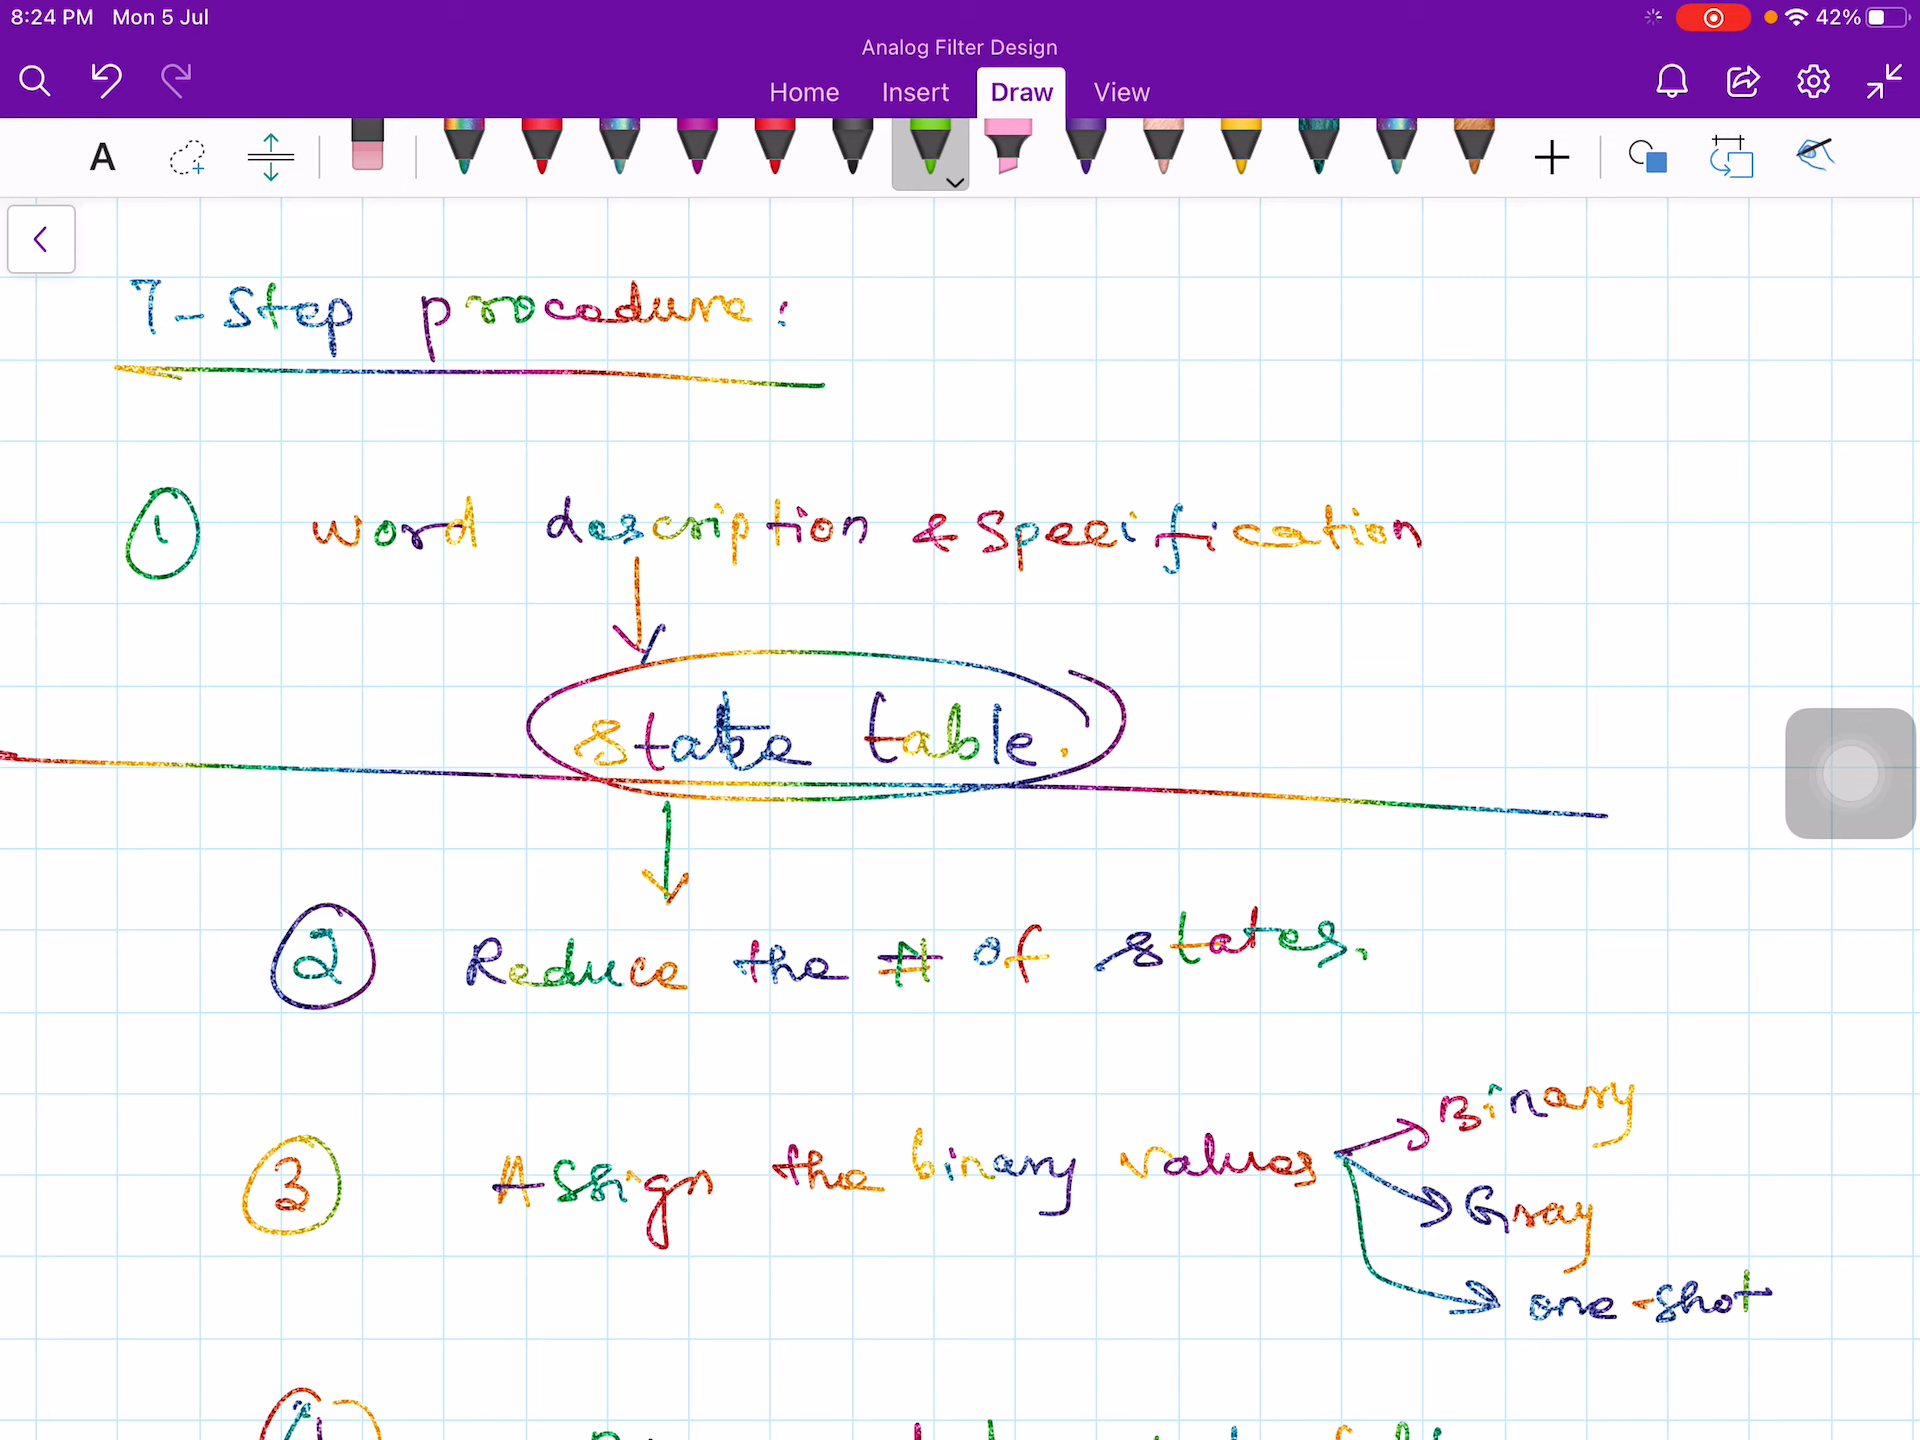 8:24 PM Mon 5 Jul
42%
Analog Filter Design
Home Insert Draw View
A
7-Step procedure:
1 word description & Specification
state table.
2 Reduce the # of states.
3 Assign the binary values
Binary
Gray
one-shot
4